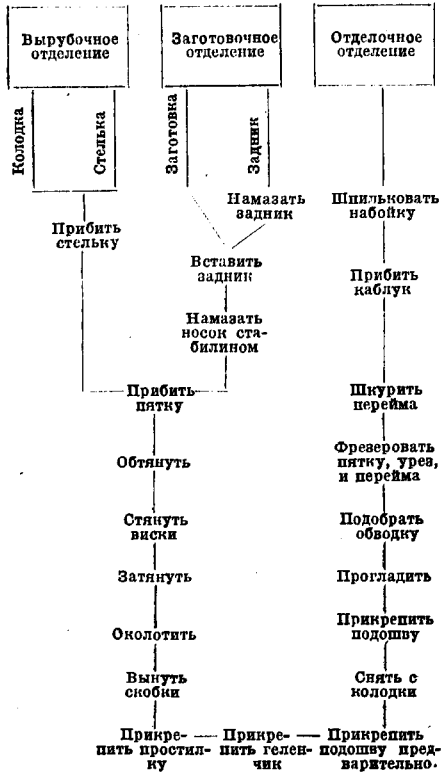 Вырубочное
отделение
Заготовочное
отделение
Отделочное
отделение
Колодка
Стелька
Заготовка
Задник
Прибить
стельку
Намазать
задник
Вставить
задник
Намазать
носок ста-
билином
Прибить
пятку
Обтянуть
Стянуть
виски
Затянуть
Околотить
Вынуть
скобки
Прикре-
пить простил-
ку
Прикре-
пить гелен-
чик
Шпильковать
набойку
Прибить
каблук
Шкурить
перейма
Фрезеровать
пятку, урез,
и перейма
Подобрать
обводку
Прогладить
Прикрепить
подошву
Снять с
колодки
Прикрепить
подошву пред-
варительно.